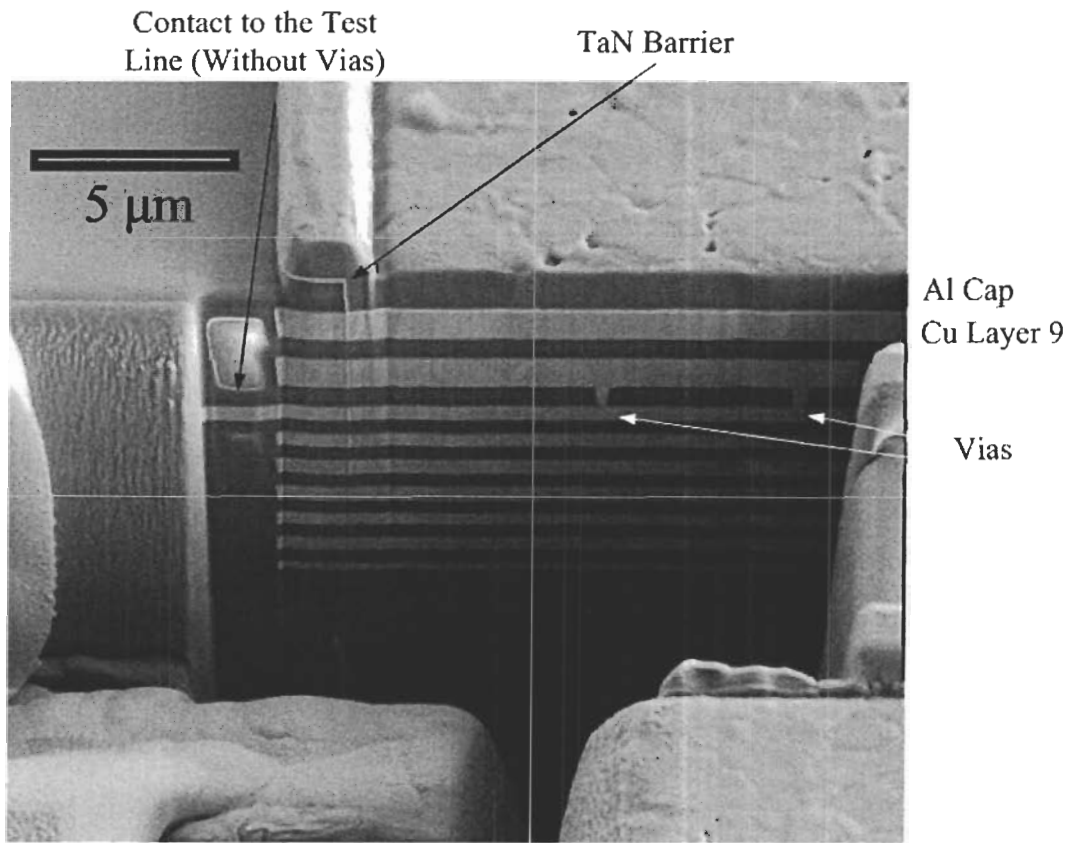 Contact to the Test
Line (Without Vias)
TaN Barrier
5 μm
Al Cap
Cu Layer 9
Vias